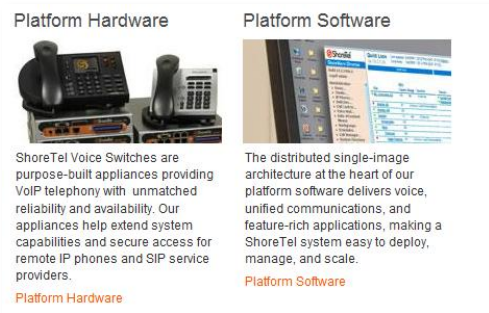 Platform Hardware
Platform Software
ShoreTel
Quick Look
ShoreTel Voice Switches are
purpose-built appliances providing
VoIP telephony with unmatched
reliability and availability. Our
appliances help extend system
capabilities and secure access for
remote IP phones and SIP service
providers.
Platform Hardware
The distributed single-image
architecture at the heart of our
platform software delivers voice,
unified communications, and
feature-rich applications, making a
ShoreTel system easy to deploy,
manage, and scale.
Platform Software